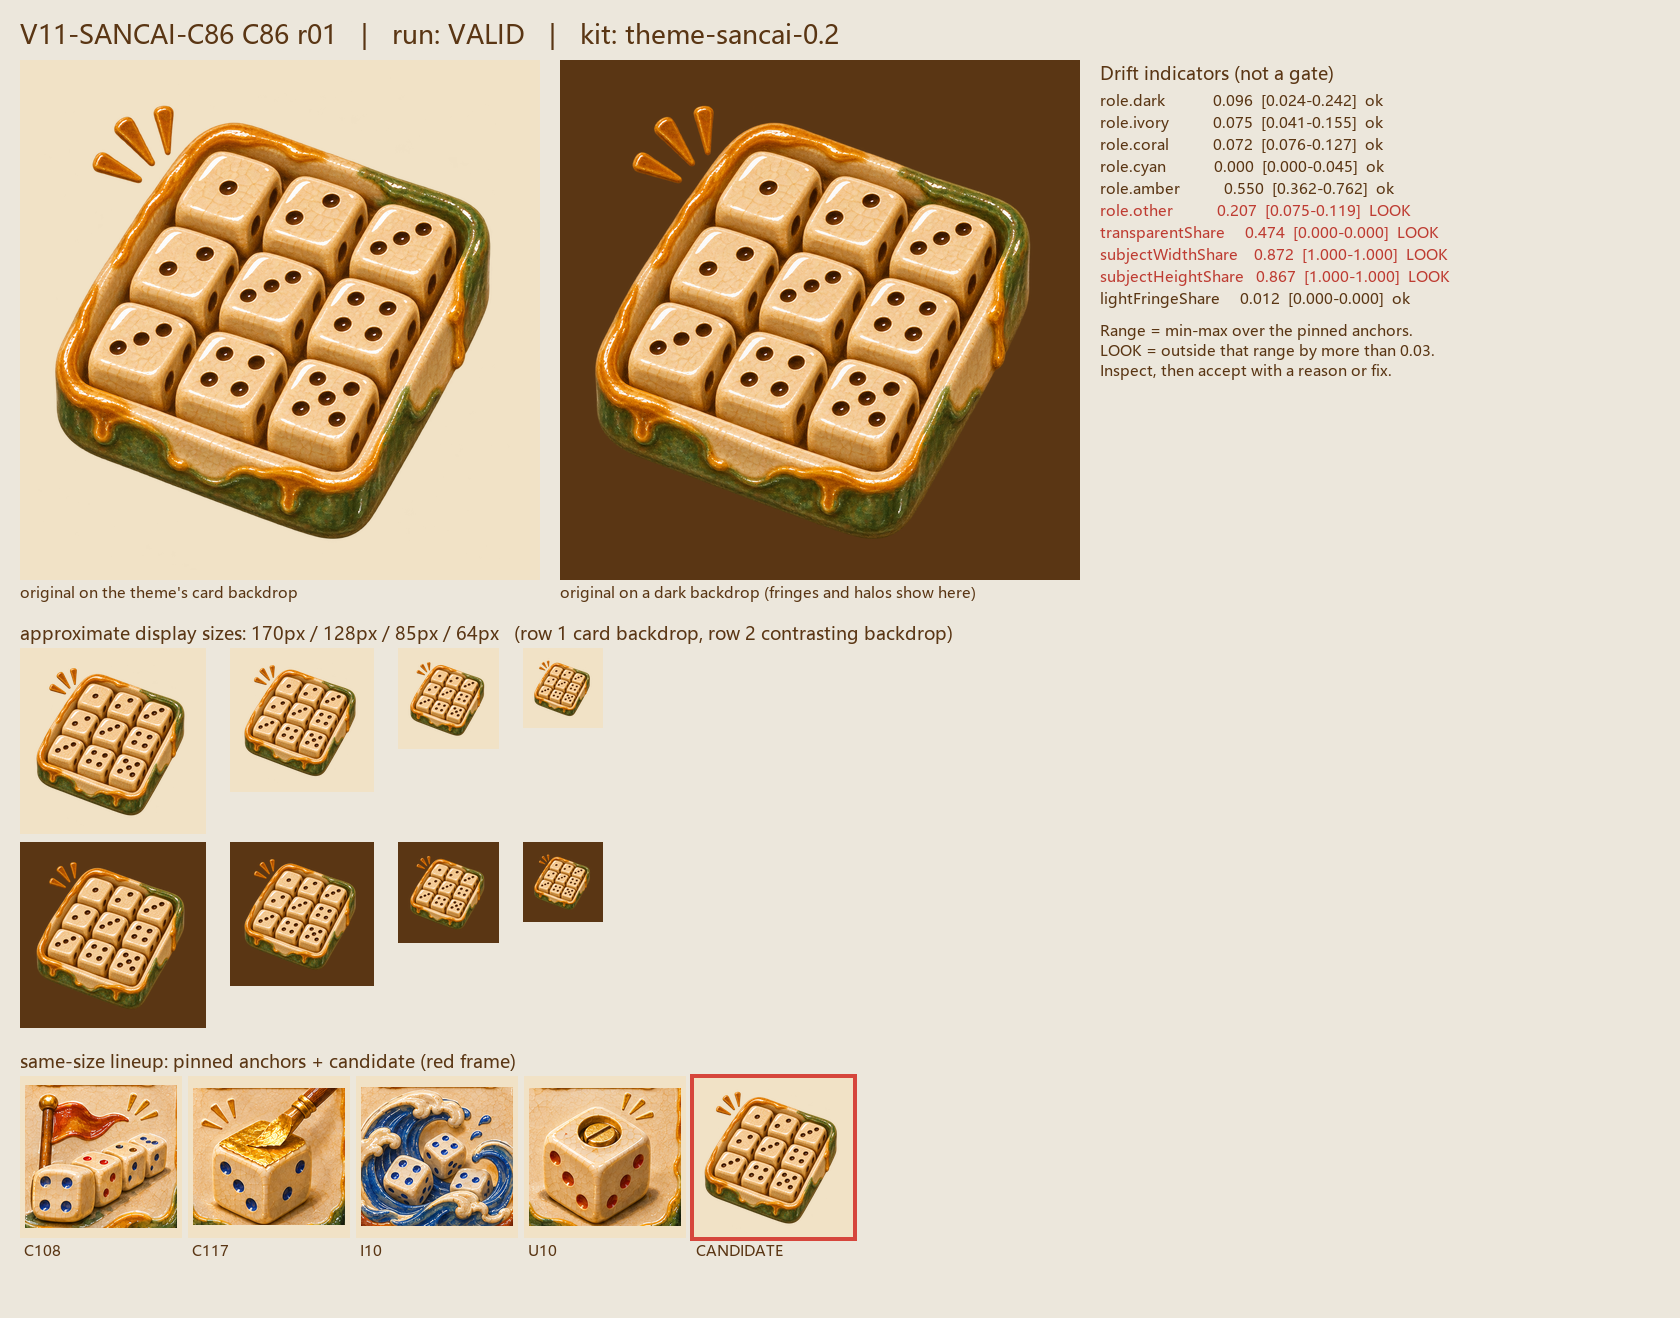 V11-SANCAI-C86 C86 r01 | run: VALID | kit: theme-sancai-0.2
Drift indicators (not a gate)
role.dark 0.096 [0.024-0.242] ok
role.ivory 0.075 [0.041-0.155] ok
role.coral 0.072 [0.076-0.127] ok
role.cyan 0.000 [0.000-0.045] ok
role.amber 0.550 [0.362-0.762] ok
role.other 0.207 [0.075-0.119] LOOK
transparentShare 0.474 [0.000-0.000] LOOK
subjectWidthShare 0.872 [1.000-1.000] LOOK
subjectHeightShare 0.867 [1.000-1.000] LOOK
lightFringeShare 0.012 [0.000-0.000] ok
Range = min-max over the pinned anchors.
LOOK = outside that range by more than 0.03.
Inspect, then accept with a reason or fix.
original on the theme's card backdrop
original on a dark backdrop (fringes and halos show here)
approximate display sizes: 170px / 128px / 85px / 64px (row 1 card backdrop, row 2 contrasting backdrop)
same-size lineup: pinned anchors + candidate (red frame)
C108
C117
I10
U10
CANDIDATE